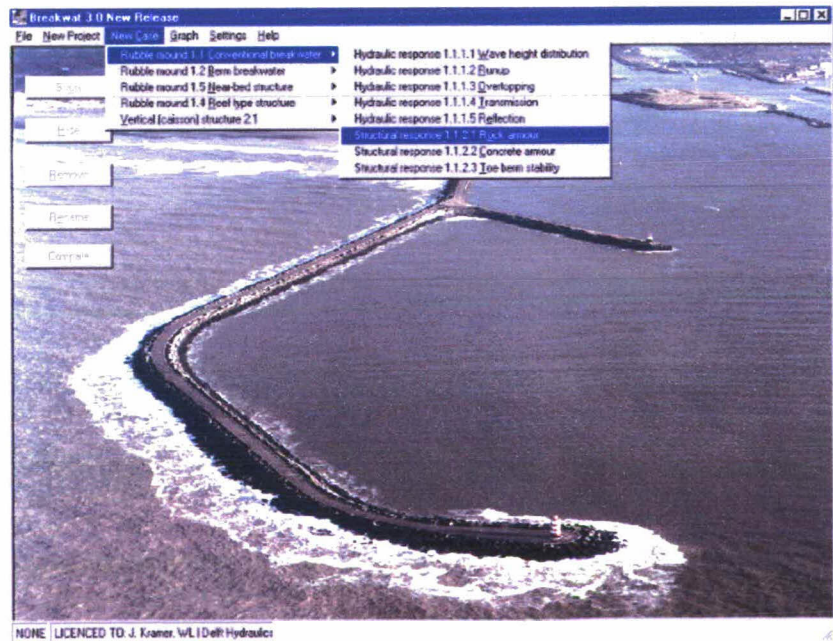 Breakwat 3.0 New Release
File New Project New Case Graph Settings Help
Rubble mound 1.1 Conventional breakwater
Rubble mound 1.2 Berm breakwater
Rubble mound 1.5 Near-bed structure
Rubble mound 1.4 Reef type structure
Vertical (caisson) structure 2.1
Hydraulic response 1.1.1.1 Wave height distribution
Hydraulic response 1.1.1.2 Runup
Hydraulic response 1.1.1.3 Overtopping
Hydraulic response 1.1.1.4 Transmission
Hydraulic response 1.1.1.5 Reflection
Structural response 1.1.2.1 Rock armour
Structural response 1.1.2.2 Concrete armour
Structural response 1.1.2.3 Toe berm stability
Remove
Rename
Compare
NONE LICENCED TO: J. Kramer, WL | Delft Hydraulics